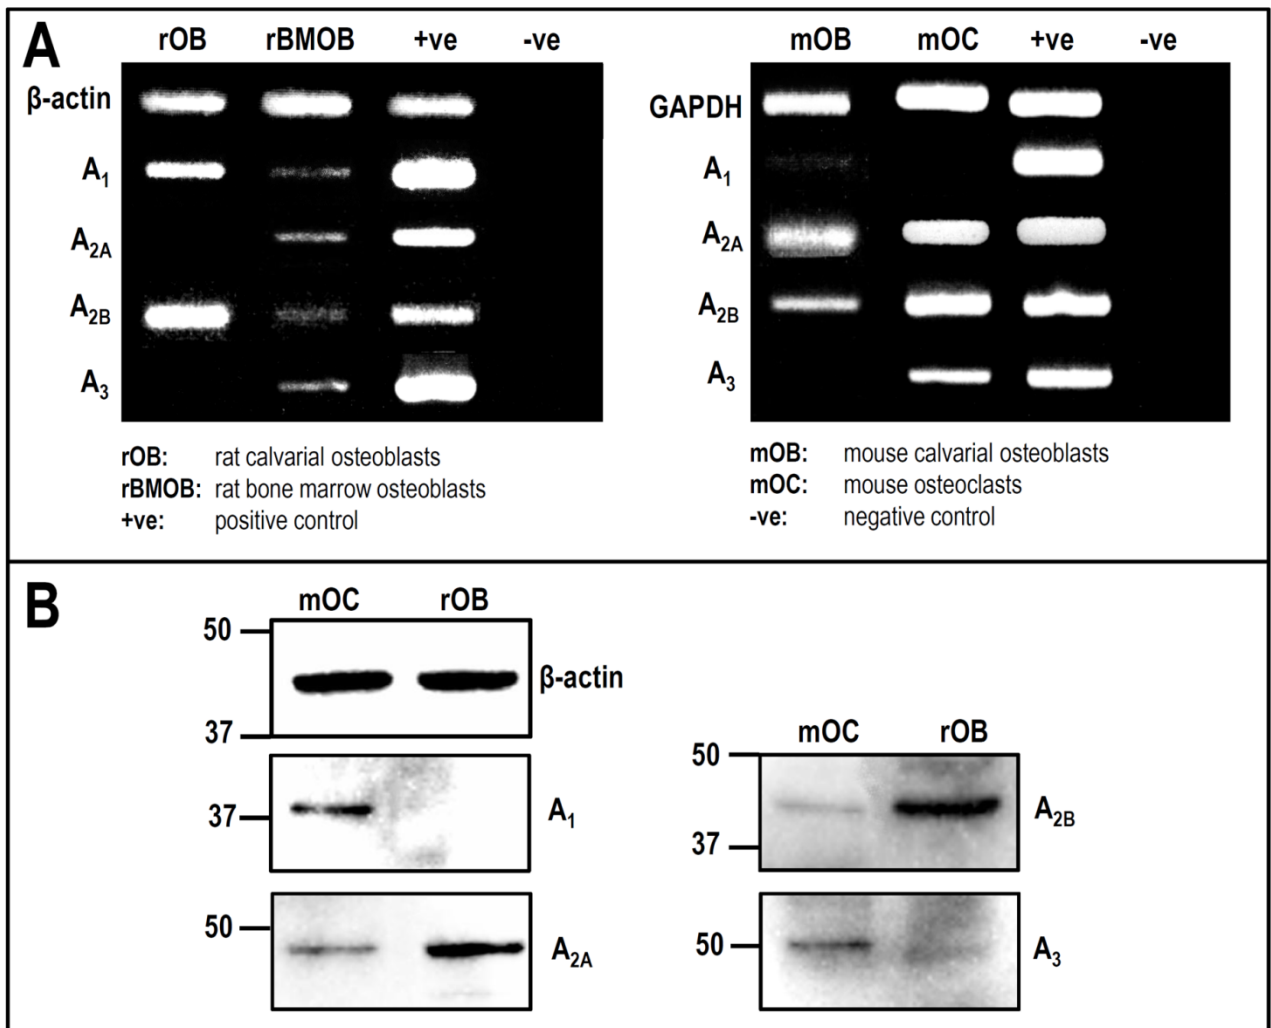 A
rOB rBMOB +ve -ve
β-actin
A1
A2A
A2B
A3
rOB: rat calvarial osteoblasts
rBMOB: rat bone marrow osteoblasts
+ve: positive control
mOB mOC +ve -ve
GAPDH
A1
A2A
A2B
A3
mOB: mouse calvarial osteoblasts
mOC: mouse osteoclasts
-ve: negative control
B
mOC rOB
50
β-actin
37
37 A1
50
A2A
mOC rOB
50
A2B
37
50 A3